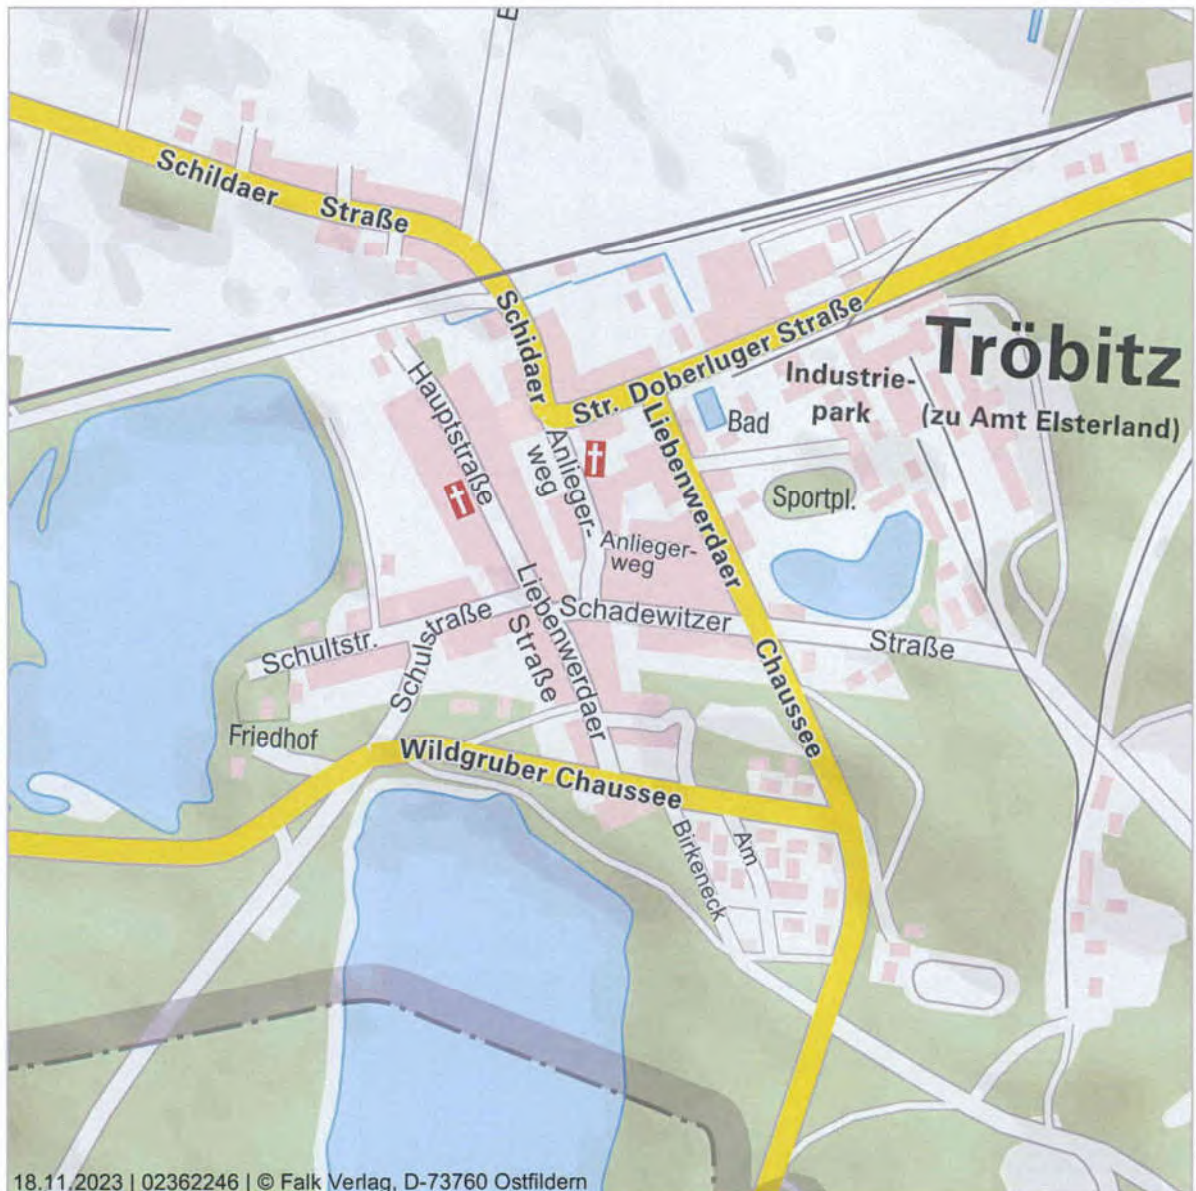 Schildaer Straße
Schidaer
Str.
Doberluger Straße
Tröbitz
(zu Amt Elsterland)
Industrie-
park
Bad
Hauptstraße
Anlieger-
weg
Liebenwerdaer
Sportpl.
Anlieger-
weg
Liebenwerdaer
Straße
Schadewitzer
Straße
Schultstr.
Schulstraße
Chaussee
Friedhof
Wildgruber Chaussee
Birkeneck
Am
18.11.2023 | 02362246 | © Falk Verlag, D-73760 Ostfildern